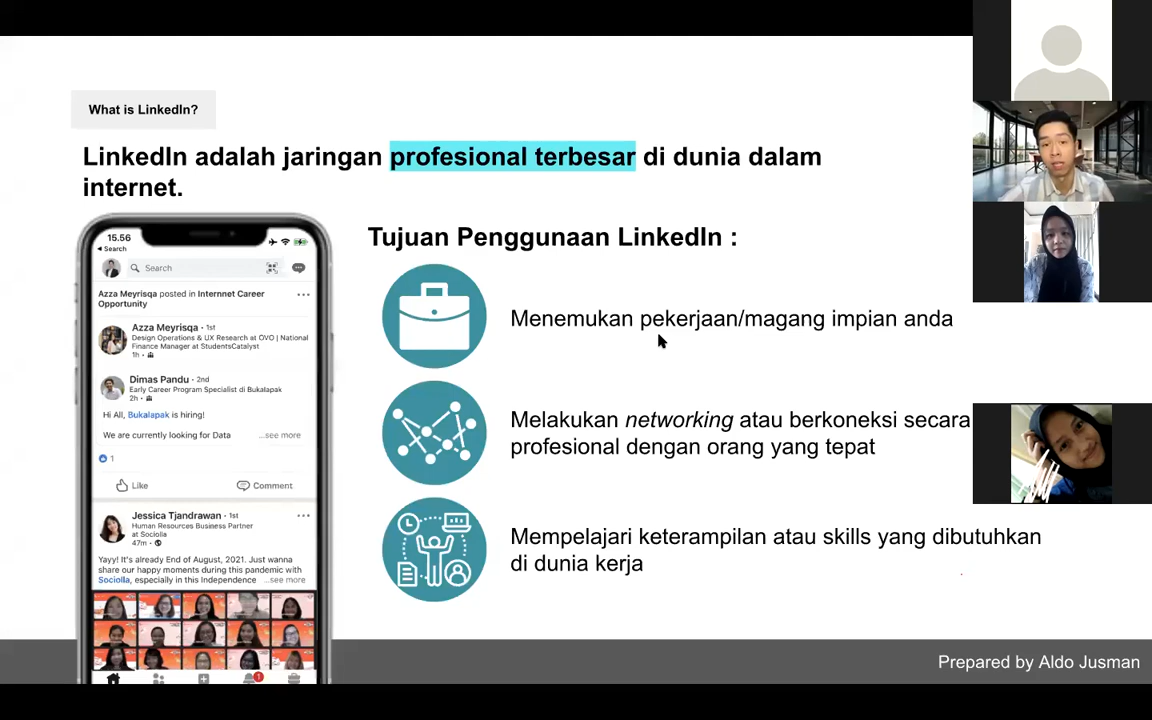 What is LinkedIn?
LinkedIn adalah jaringan profesional terbesar di dunia dalam
internet.
15.56
Search
Search
Azza Meyrisqa posted in Internnet Career
Opportunity
Azza Meyrisqa • 1st
Design Operations & UX Research at OVO | National
Finance Manager at StudentsCatalyst
1h •
Dimas Pandu • 2nd
Early Career Program Specialist di Bukalapak
2h •
Hi All, Bukalapak is hiring!
We are currently looking for Data ...see more
1
Like Comment
Jessica Tjandrawan • 1st
Human Resources Business Partner
at Sociolla
47m •
Yayy! It's already End of August, 2021. Just wanna
share our happy moments during this pandemic with
Sociolla, especially in this Independence ...see more
1
Tujuan Penggunaan LinkedIn :
Menemukan pekerjaan/magang impian anda
Melakukan networking atau berkoneksi secara
profesional dengan orang yang tepat
Mempelajari keterampilan atau skills yang dibutuhkan
di dunia kerja
Prepared by Aldo Jusman